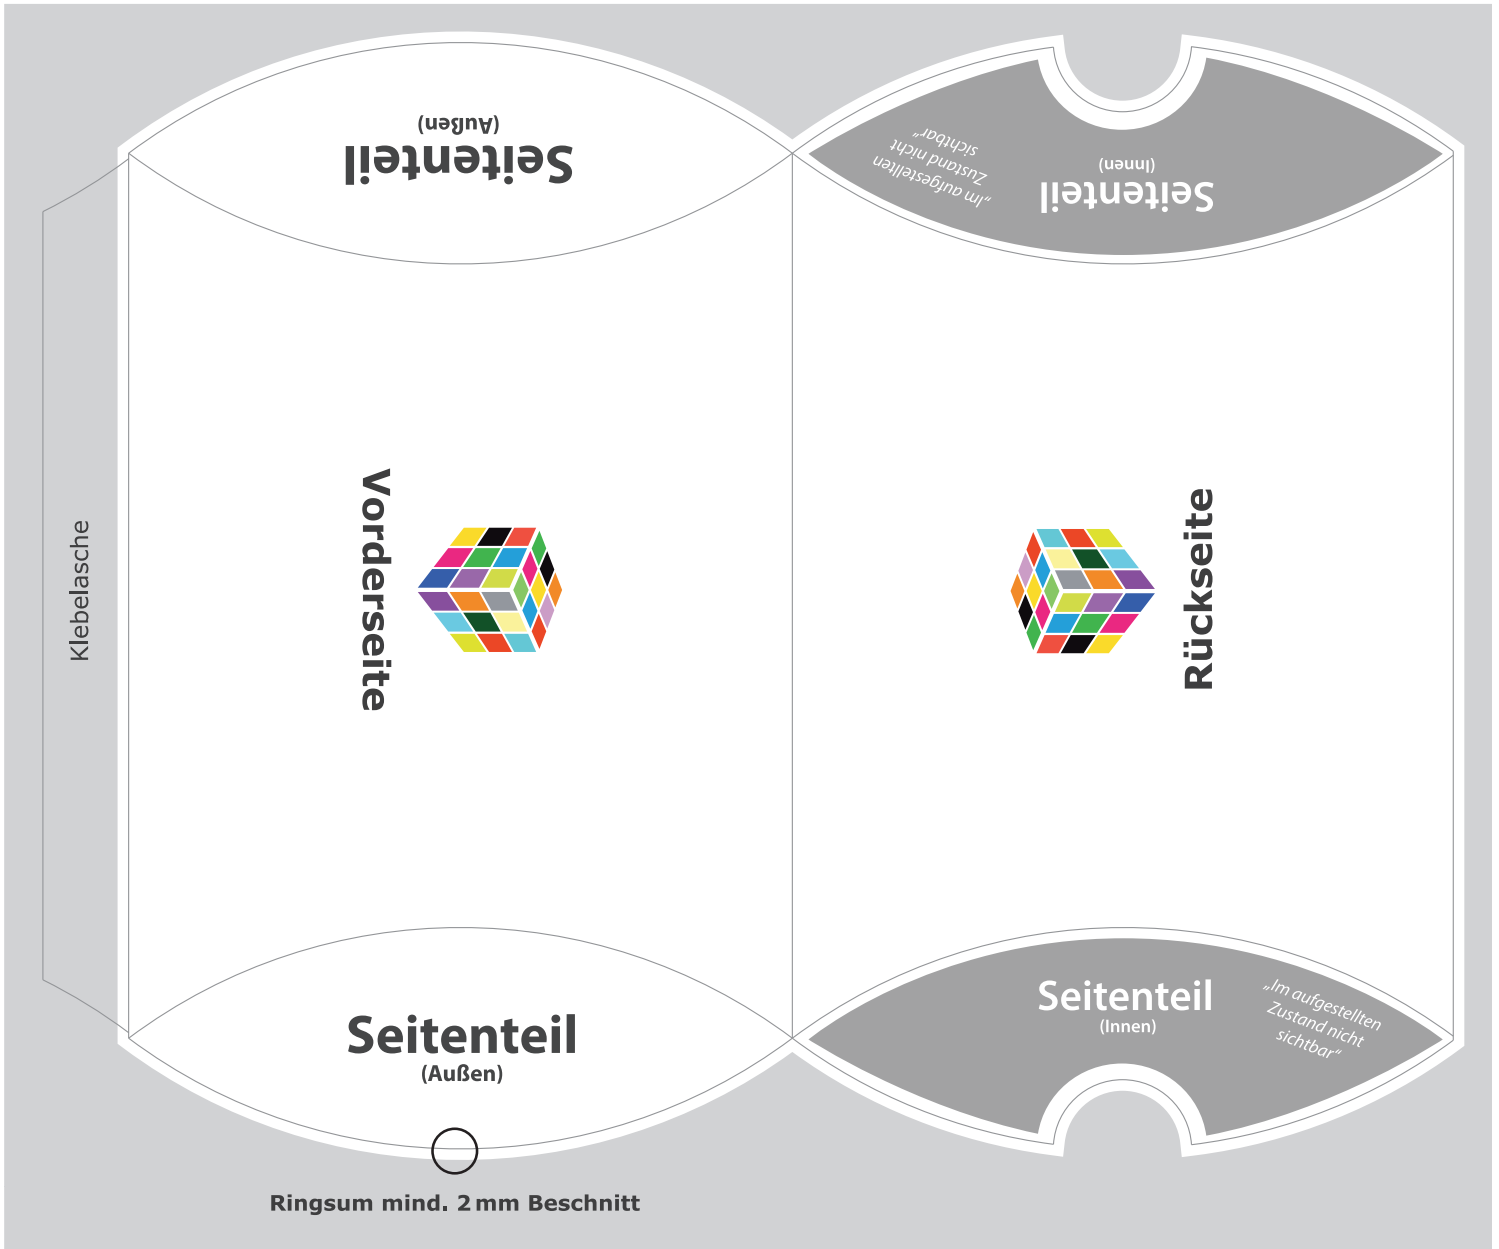 Seitenteil
(Außen)
Seitenteil
(Innen)
„Im aufgestellten
Zustand nicht
sichtbar“
Klebelasche
Vorderseite
Rückseite
Seitenteil
(Außen)
Seitenteil
(Innen)
„Im aufgestellten
Zustand nicht
sichtbar“
Ringsum mind. 2 mm Beschnitt